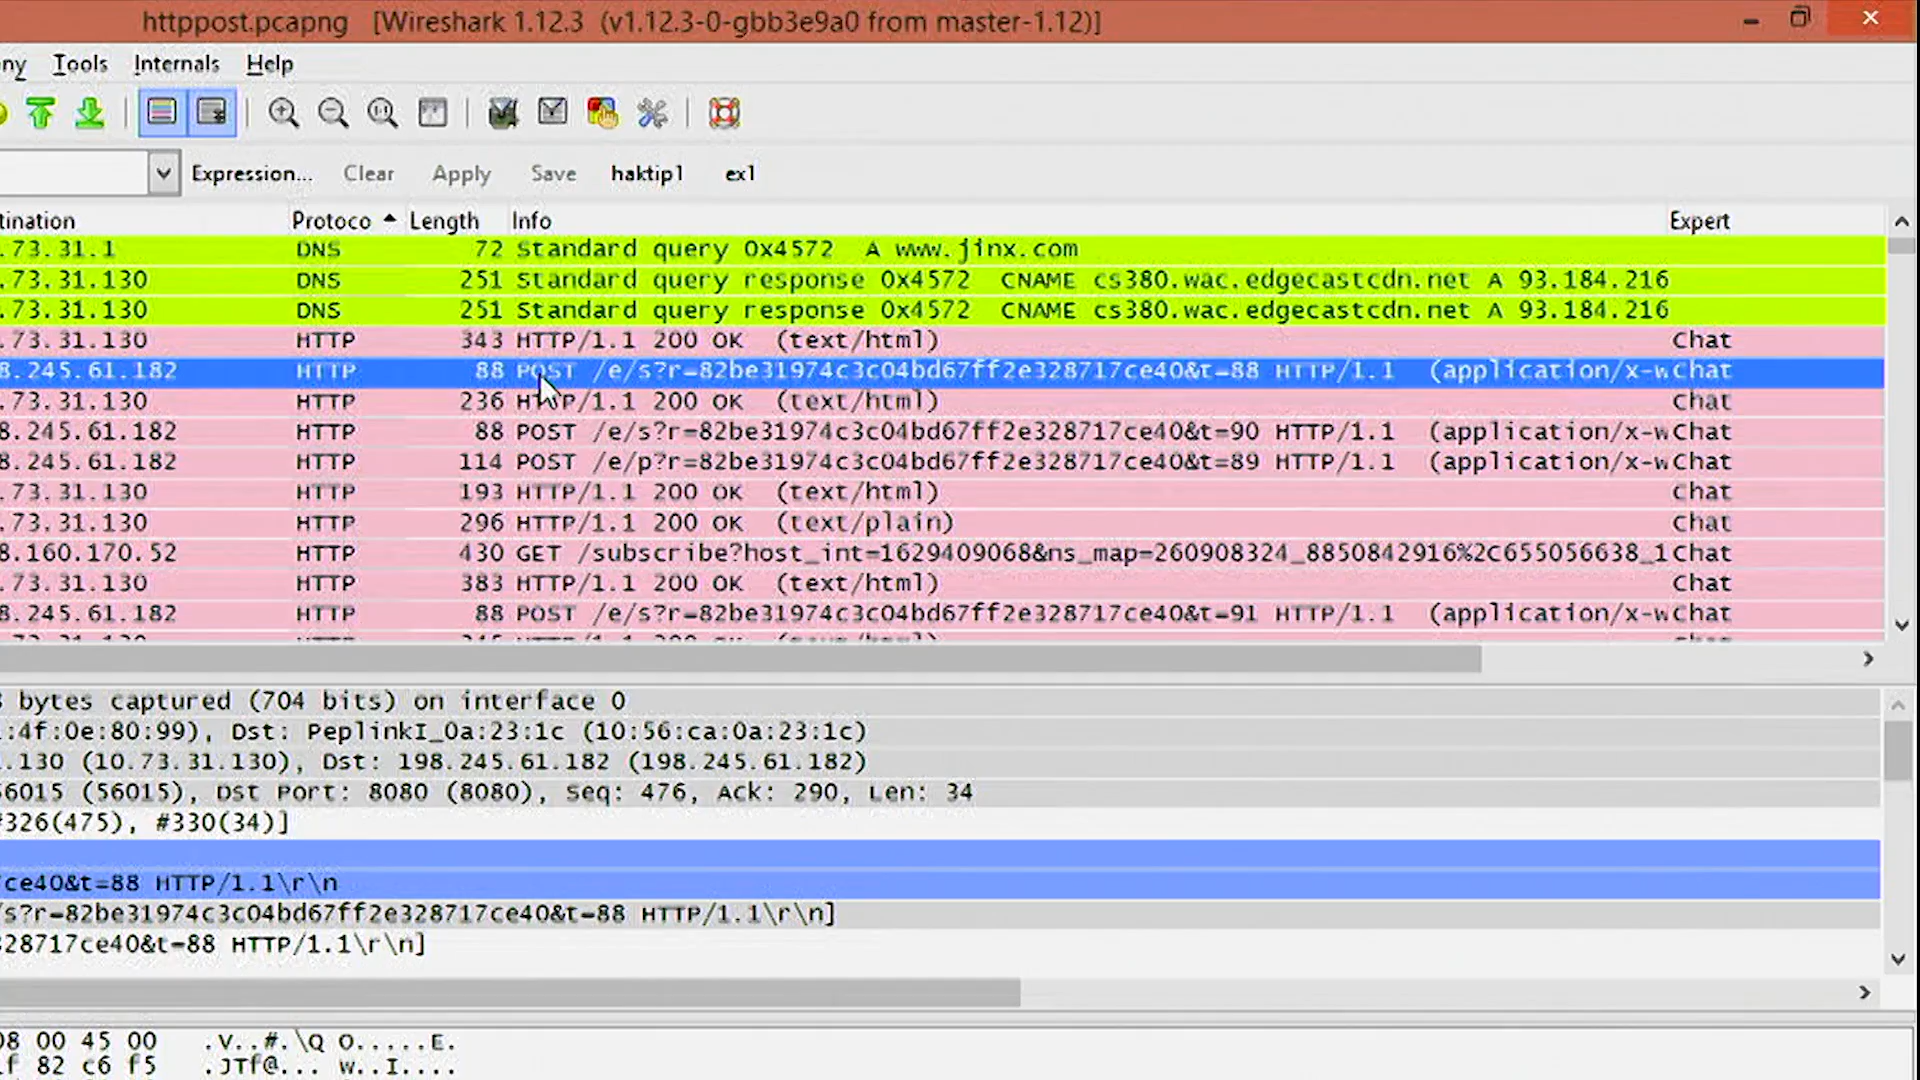 httppost.pcapng [Wireshark 1.12.3 (v1.12.3-0-gbb3e9a0 from master-1.12)]
ny Tools Internals Help
Expression... Clear Apply Save haktip1 ex1
tination Protoco Length Info Expert
.73.31.1 DNS 72 Standard query 0x4572 A www.jinx.com
.73.31.130 DNS 251 Standard query response 0x4572 CNAME cs380.wac.edgecastcdn.net A 93.184.216
.73.31.130 DNS 251 Standard query response 0x4572 CNAME cs380.wac.edgecastcdn.net A 93.184.216
.73.31.130 HTTP 343 HTTP/1.1 200 OK (text/html) Chat
8.245.61.182 HTTP 88 POST /e/s?r=82be31974c3c04bd67ff2e328717ce40&t=88 HTTP/1.1 (application/x-w Chat
.73.31.130 HTTP 236 HTTP/1.1 200 OK (text/html) Chat
8.245.61.182 HTTP 88 POST /e/s?r=82be31974c3c04bd67ff2e328717ce40&t=90 HTTP/1.1 (application/x-w Chat
8.245.61.182 HTTP 114 POST /e/p?r=82be31974c3c04bd67ff2e328717ce40&t=89 HTTP/1.1 (application/x-w Chat
.73.31.130 HTTP 193 HTTP/1.1 200 OK (text/html) Chat
.73.31.130 HTTP 296 HTTP/1.1 200 OK (text/plain) Chat
8.160.170.52 HTTP 430 GET /subscribe?host_int=1629409068&ns_map=260908324_8850842916%2c655056638_1 Chat
.73.31.130 HTTP 383 HTTP/1.1 200 OK (text/html) Chat
8.245.61.182 HTTP 88 POST /e/s?r=82be31974c3c04bd67ff2e328717ce40&t=91 HTTP/1.1 (application/x-w Chat
bytes captured (704 bits) on interface 0
:4f:0e:80:99), Dst: PeplinkI_0a:23:1c (10:56:ca:0a:23:1c)
.130 (10.73.31.130), Dst: 198.245.61.182 (198.245.61.182)
56015 (56015), Dst Port: 8080 (8080), Seq: 476, Ack: 290, Len: 34
#326(475), #330(34)]
ce40&t=88 HTTP/1.1\r\n
/s?r=82be31974c3c04bd67ff2e328717ce40&t=88 HTTP/1.1\r\n]
328717ce40&t=88 HTTP/1.1\r\n]
08 00 45 00 .V..#.\Q O.....E.
1f 82 c6 f5 .JTf@... w..I....